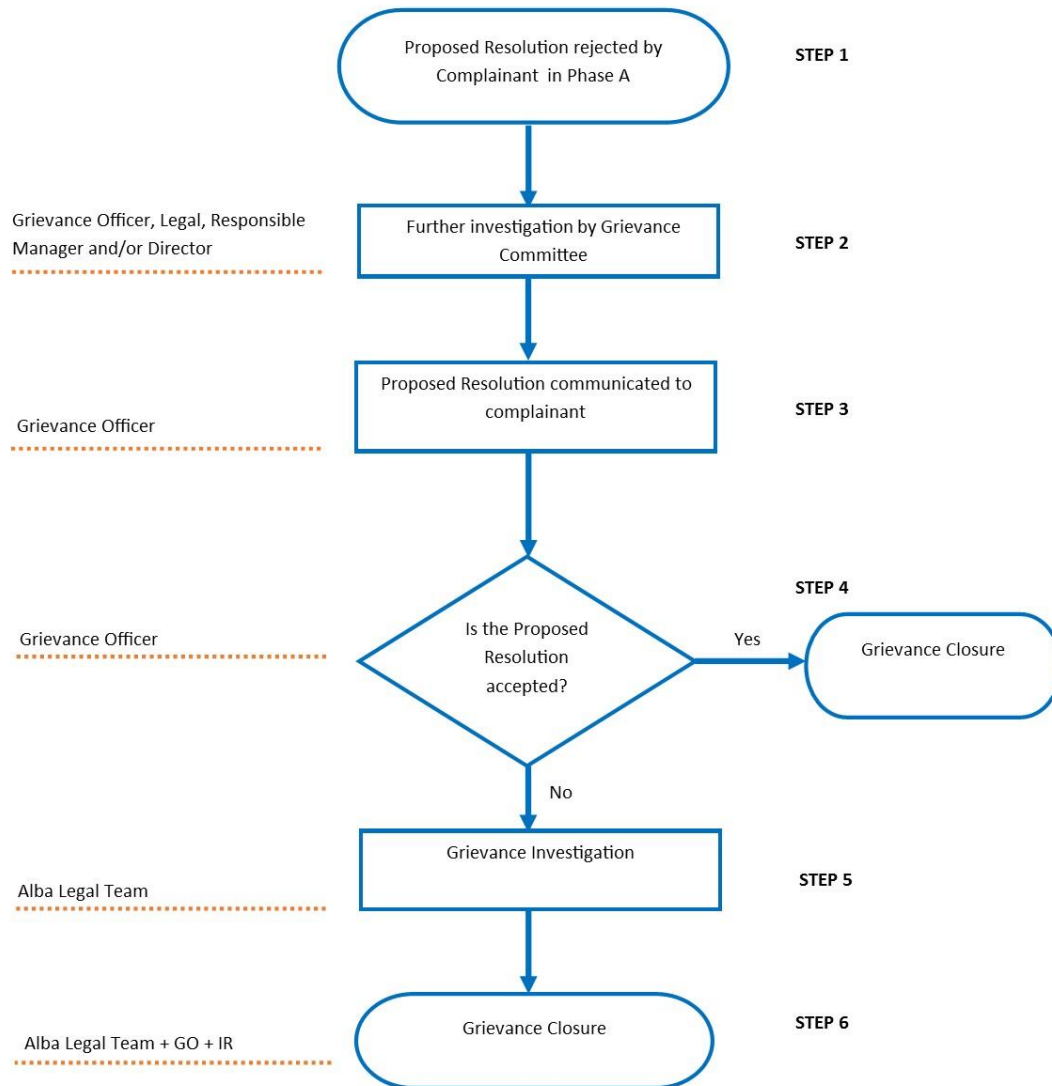 Proposed Resolution rejected by
Complainant in Phase A
STEP 1
Grievance Officer, Legal, Responsible
Manager and/or Director
Further investigation by Grievance
Committee
STEP 2
Grievance Officer
Proposed Resolution communicated to
complainant
STEP 3
Grievance Officer
Is the Proposed
Resolution
accepted?
Yes
STEP 4
Grievance Closure
No
Alba Legal Team
Grievance Investigation
STEP 5
Alba Legal Team + GO + IR
Grievance Closure
STEP 6